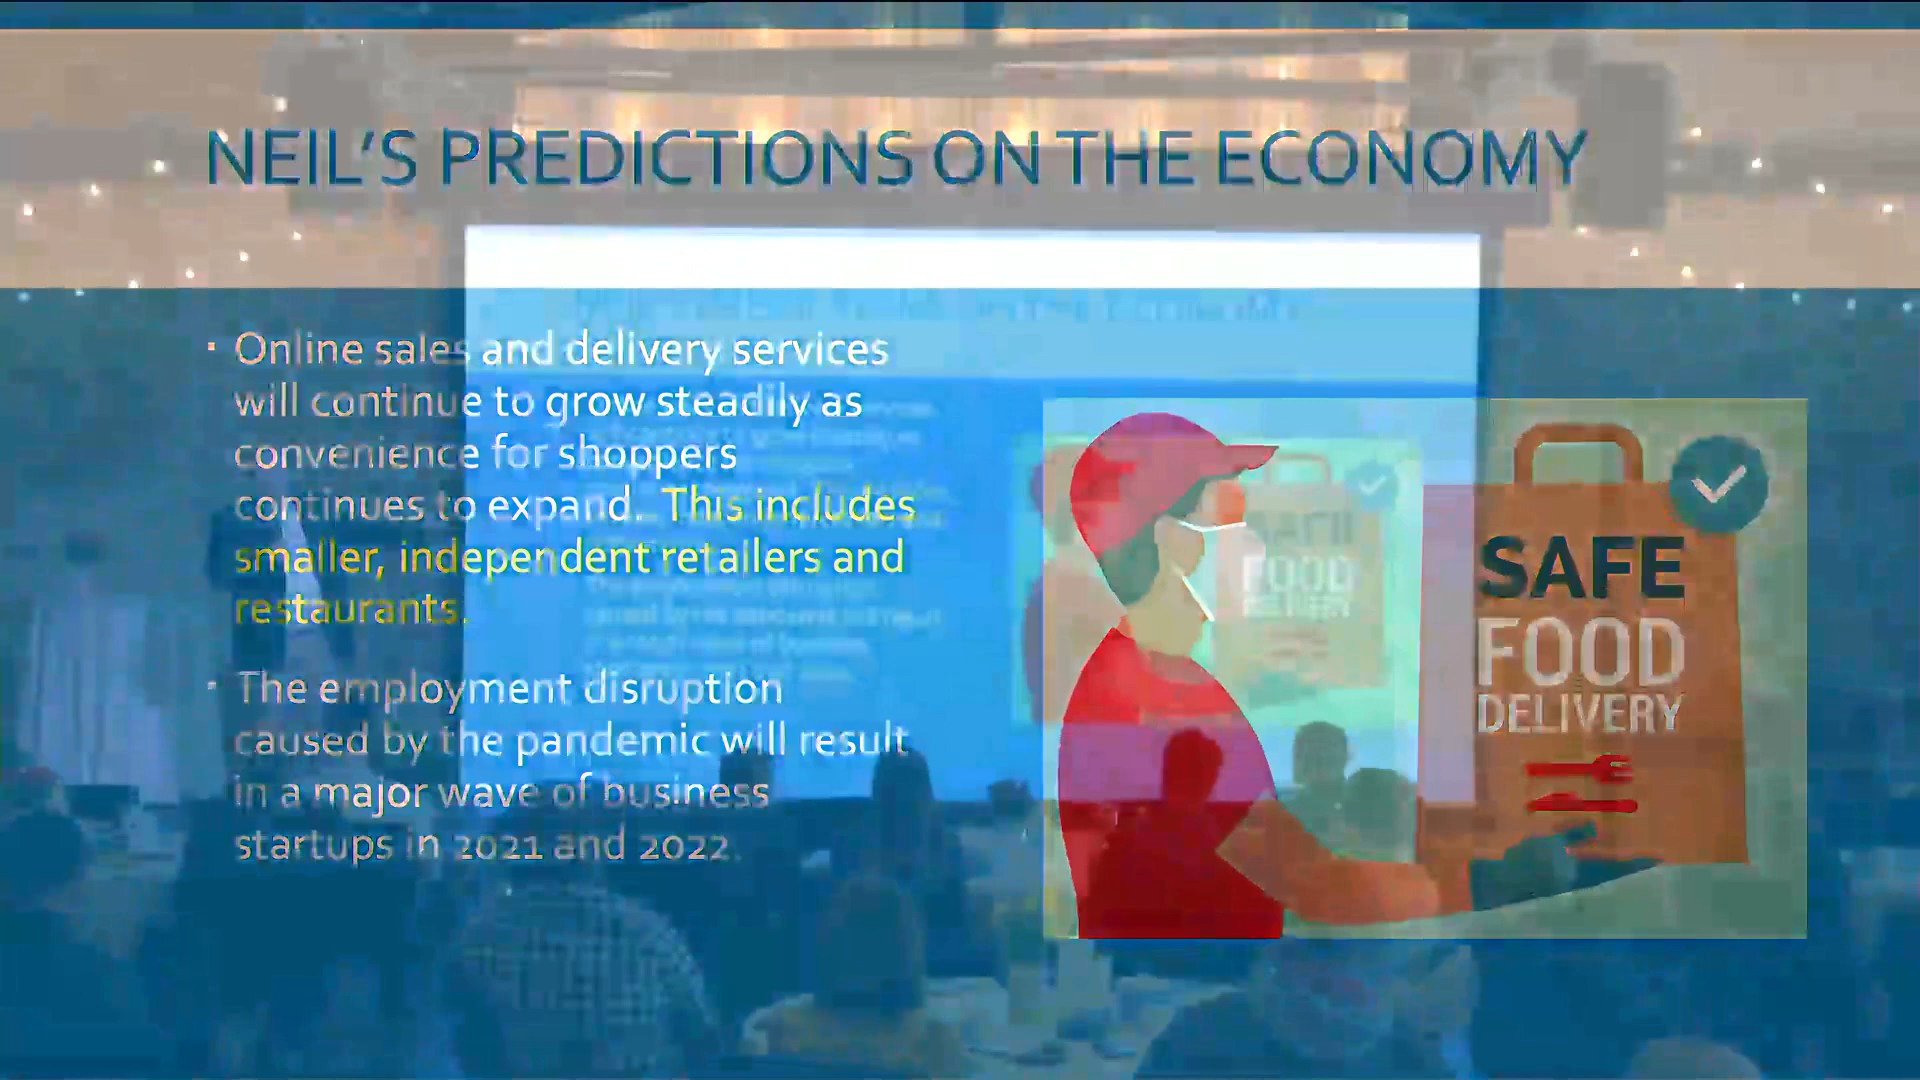 NEIL'S PREDICTIONS ON THE ECONOMY
▪ Online sales and delivery services
will continue to grow steadily as
convenience for shoppers
continues to expand. This includes
smaller, independent retailers and
restaurants.
▪ The employment disruption
caused by the pandemic will result
in a major wave of business
startups in 2021 and 2022.
SAFE
FOOD
DELIVERY
FOOD
DELIVERY